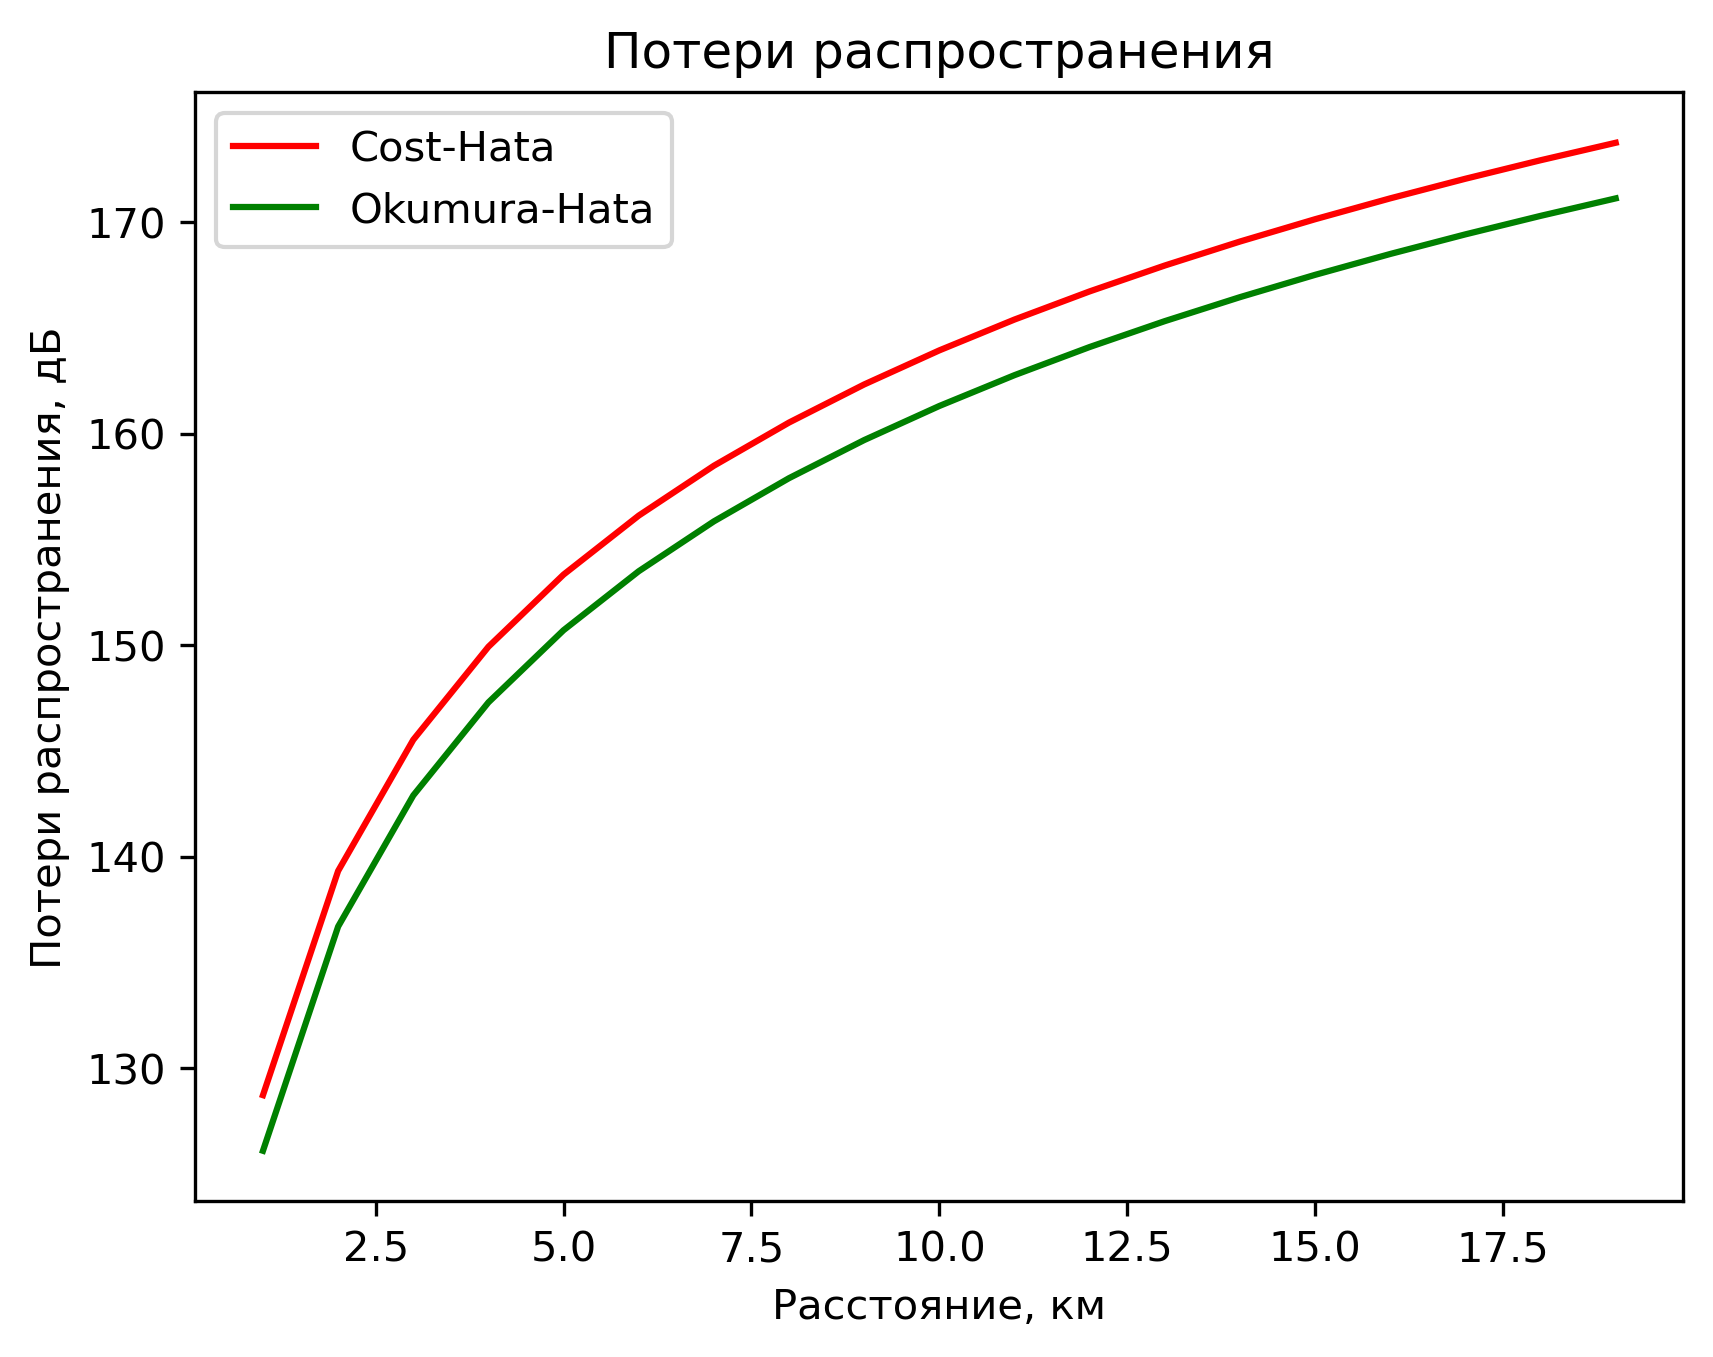 Потери распространения
Cost-Hata
Okumura-Hata
Потери распространения, дБ
170
160
150
140
130
2.5 5.0 7.5 10.0 12.5 15.0 17.5
Расстояние, км